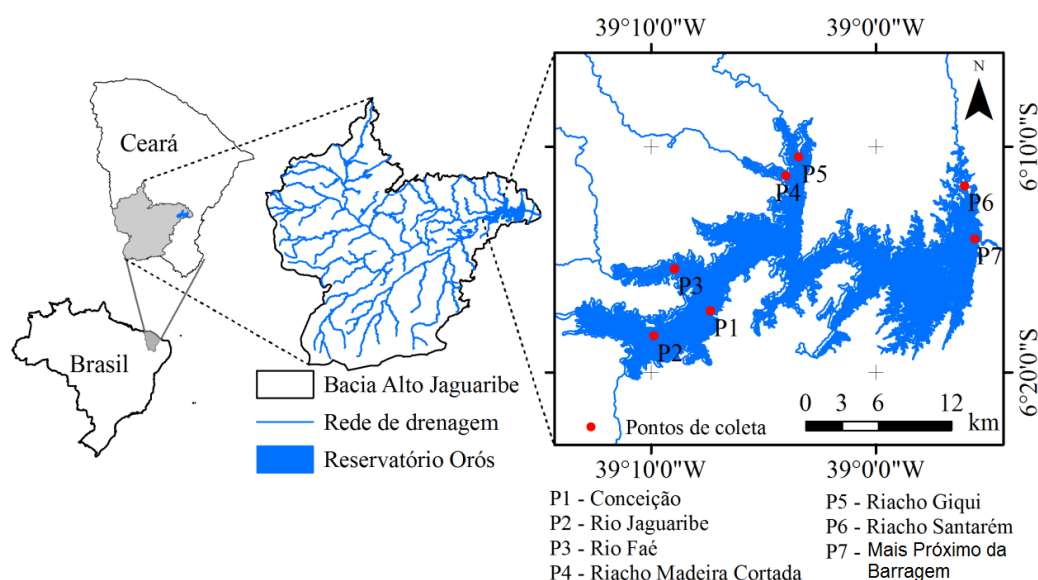 Ceará
Brasil
Bacia Alto Jaguaribe
Rede de drenagem
Reservatório Orós
39°10'0"W 39°0'0"W
N
6°10'0"S
6°20'0"S
P5
P4
P6
P7
P3
P1
P2
0 3 6 12
km
Pontos de coleta
39°10'0"W 39°0'0"W
P1 - Conceição
P2 - Rio Jaguaribe
P3 - Rio Faé
P4 - Riacho Madeira Cortada
P5 - Riacho Giqui
P6 - Riacho Santarém
P7 - Mais Próximo da
Barragem